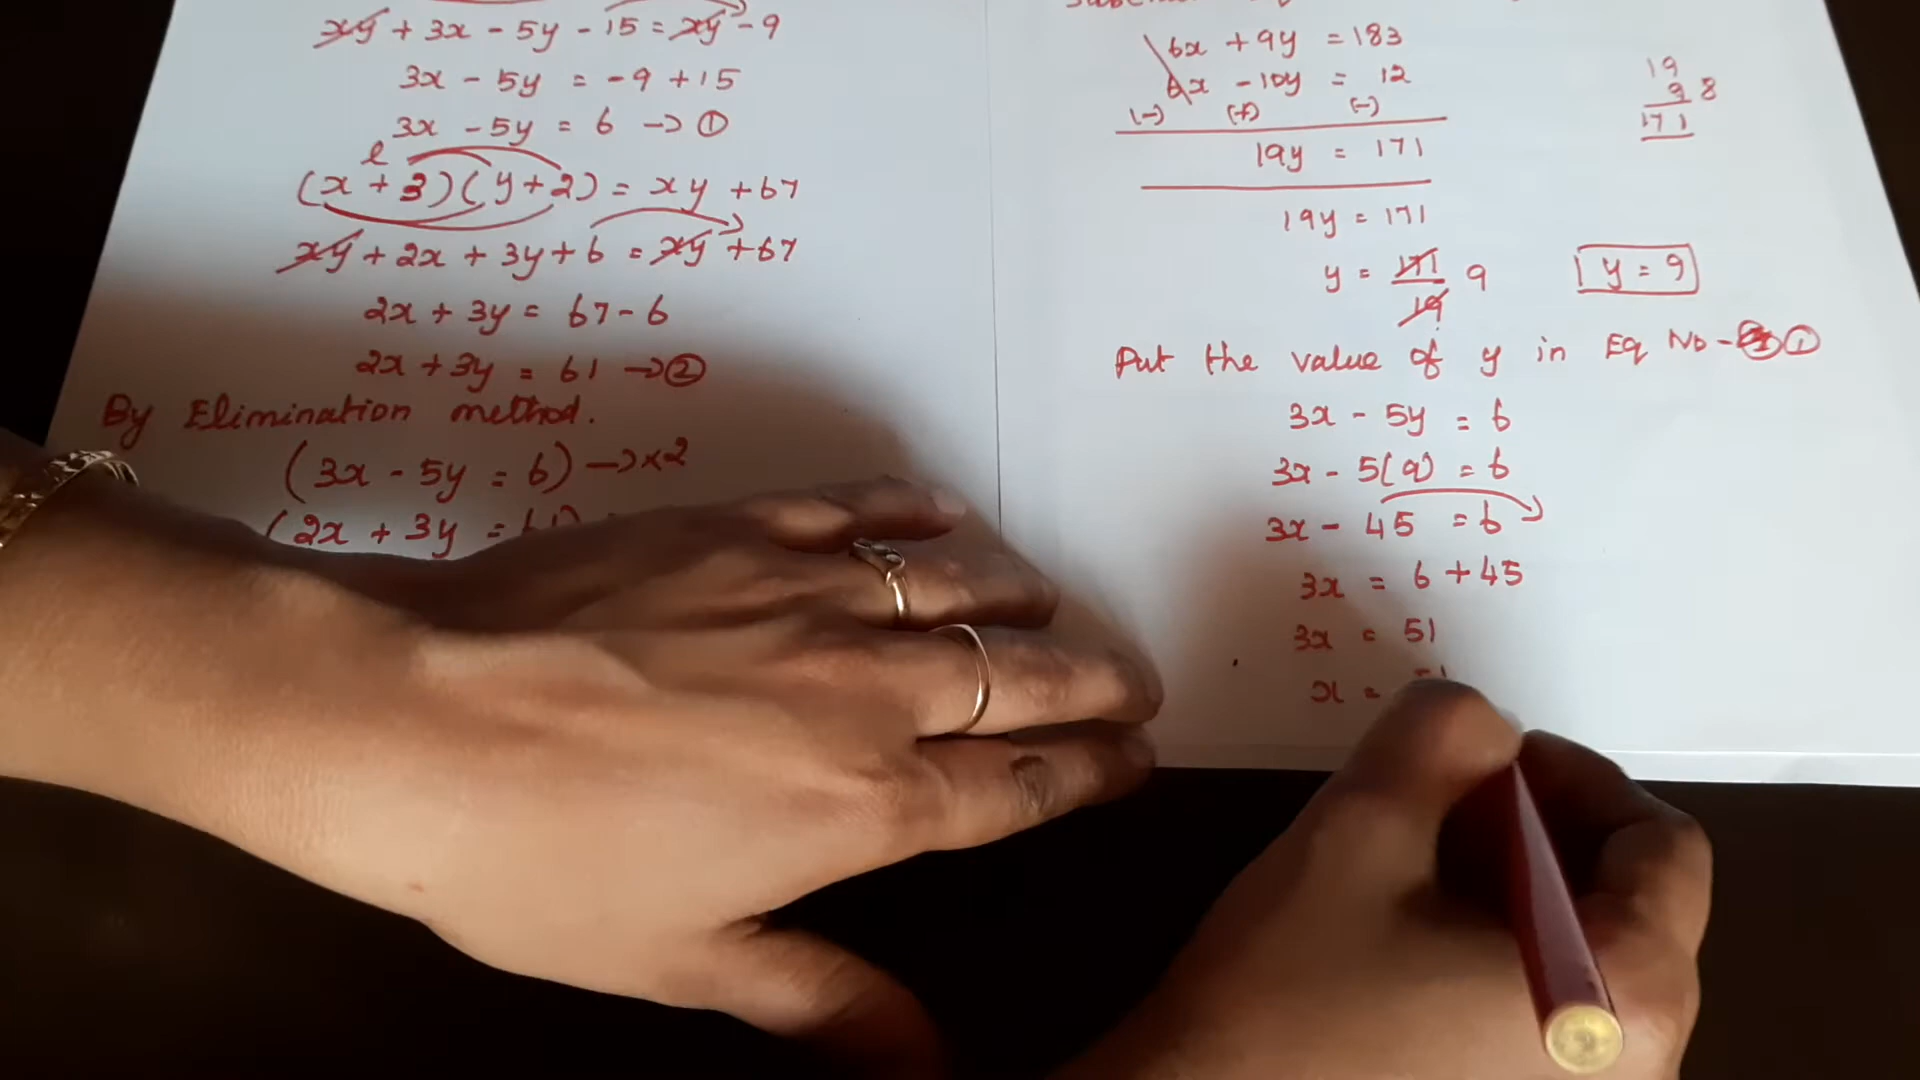 xy + 3x - 5y - 15 = xy - 9
3x - 5y = -9 + 15
3x - 5y = 6 → ①
(x + 3)(y + 2) = xy + 67
xy + 2x + 3y + 6 = xy + 67
2x + 3y = 67 - 6
2x + 3y = 61 → ②
By Elimination method.
(3x - 5y = 6) → x2
(2x + 3y = 61)
6x + 9y = 183
6x - 10y = 12
(-) (+) (-)
19y = 171
19y = 171
y = 171/19 9
y = 9
19
9 8
171
Put the value of y in Eq No - ①
3x - 5y = 6
3x - 5(9) = 6
3x - 45 = 6
3x = 6 + 45
3x = 51
x =